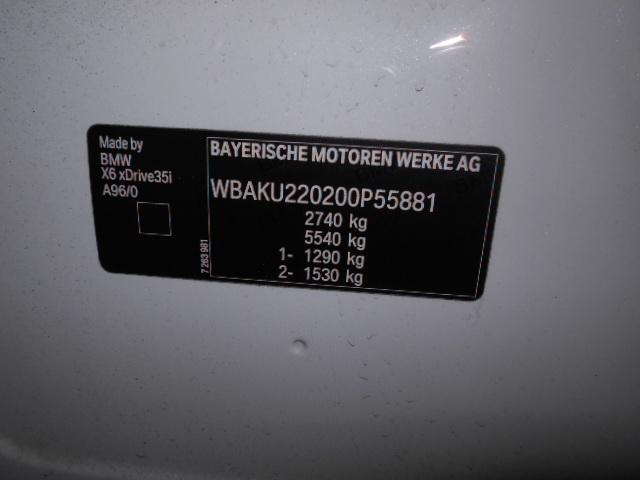 Made by
BMW
X6 xDrive35i
A96/0
7 263 981
BAYERISCHE MOTOREN WERKE AG
WBAKU220200P55881
2740 kg
5540 kg
1- 1290 kg
2- 1530 kg